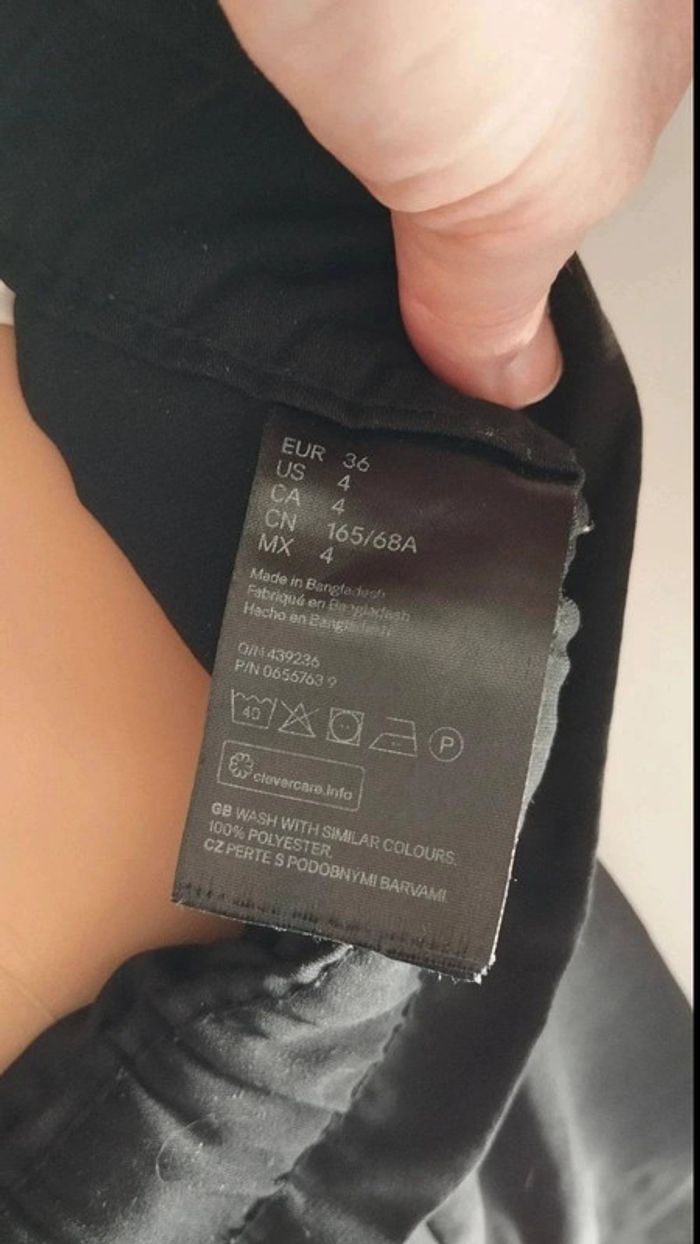 EUR 36
US 4
CA 4
CN 165/68A
MX 4
Made in Bangladesh
Fabriqué en Bangladesh
Hecho en Bangladesh
O/N 439236
P/N 0656763 9
40
P
clevercare.info
GB WASH WITH SIMILAR COLOURS.
100% POLYESTER.
CZ PERTE S PODOBNYMI BARVAMI